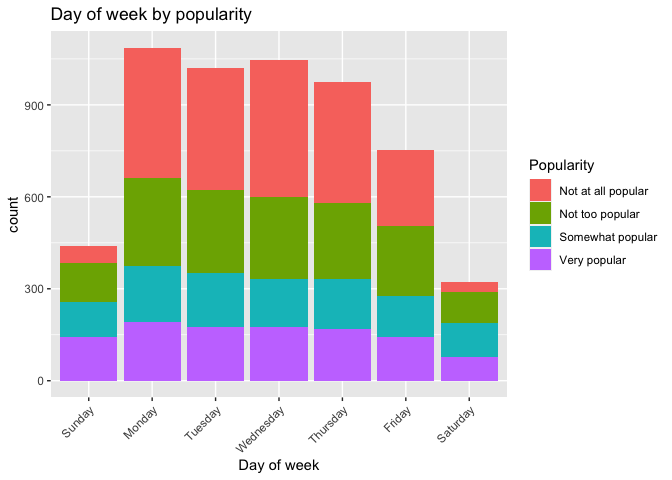 Day of week by popularity
count
900
600
300
0
Sunday
Monday
Tuesday
Wednesday
Thursday
Friday
Saturday
Day of week
Popularity
Not at all popular
Not too popular
Somewhat popular
Very popular